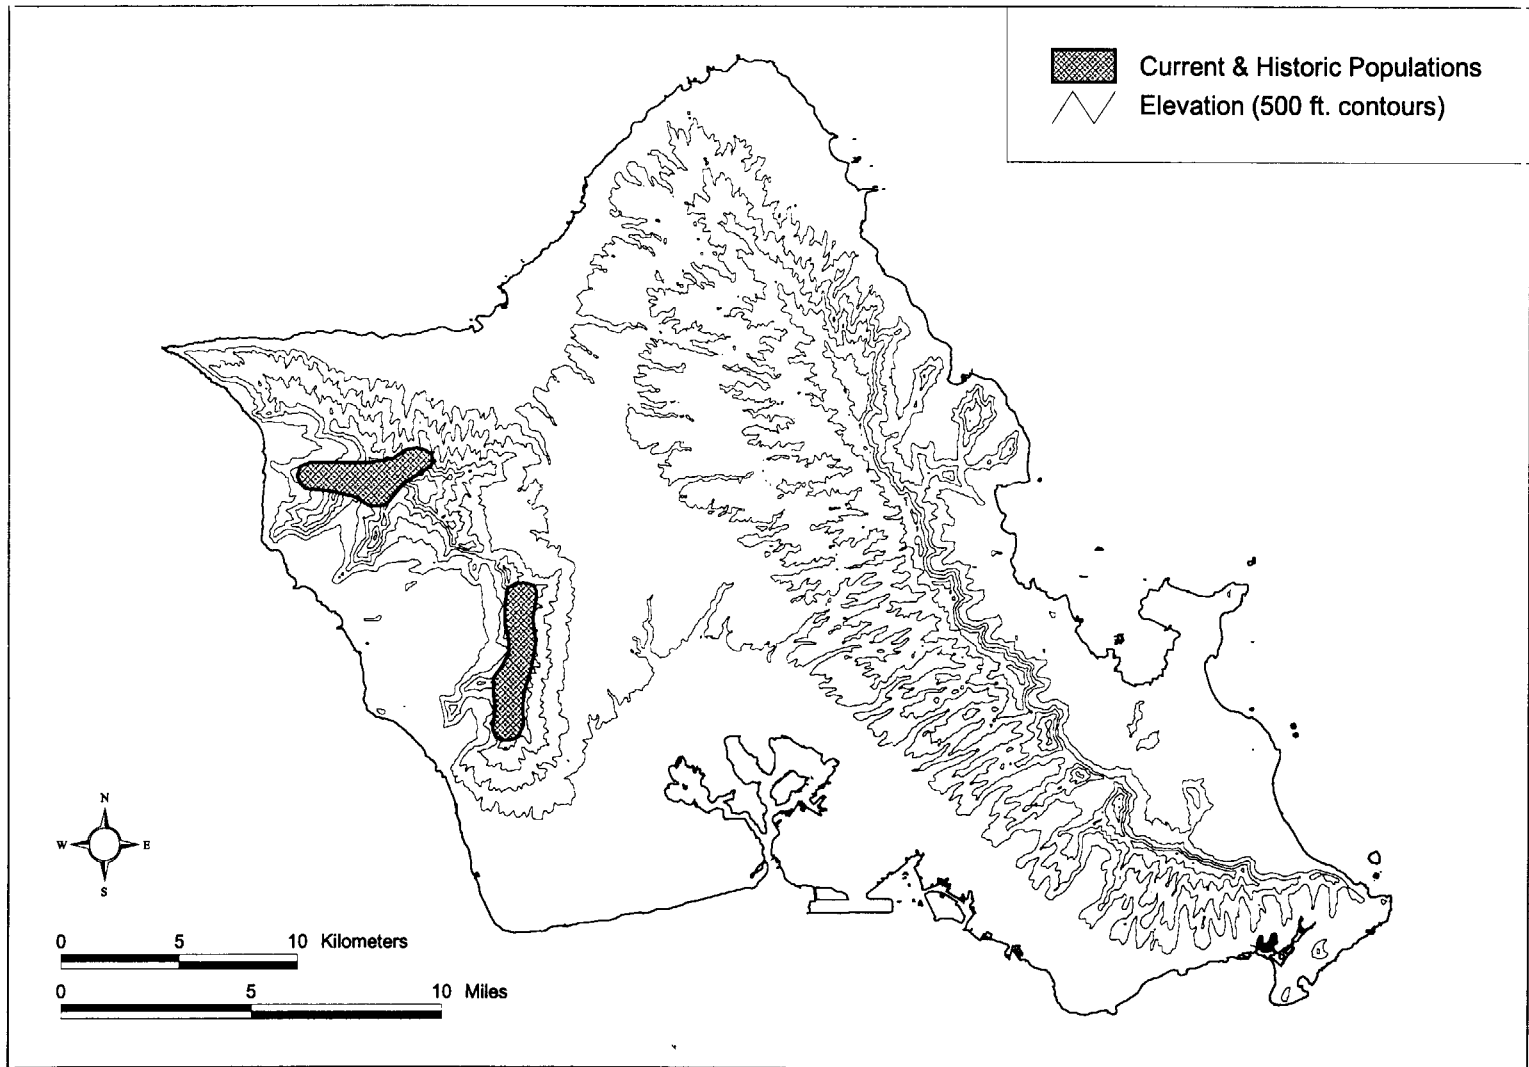 Current & Historic Populations
Elevation (500 ft. contours)
N
W E
S
0 5 10 Kilometers
0 5 10 Miles